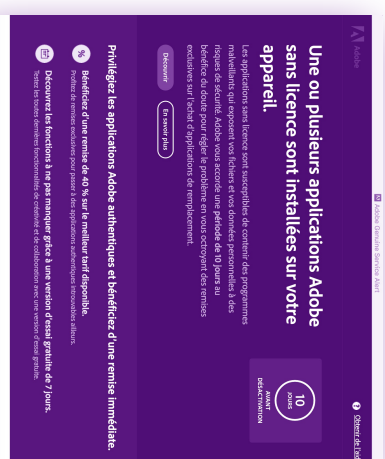 Adobe Genuine Service Alert
Adobe
Obtenir de l'aid
Une ou plusieurs applications Adobe
sans licence sont installées sur votre
appareil.
Les applications sans licence sont susceptibles de contenir des programmes
malveillants qui exposent vos fichiers et vos données personnelles à des
risques de sécurité. Adobe vous accorde une période de 10 jours au
bénéfice du doute pour régler le problème en vous octroyant des remises
exclusives sur l'achat d'applications de remplacement.
10
JOURS
AVANT
DÉSACTIVATION
Découvrir
En savoir plus
Privilégiez les applications Adobe authentiques et bénéficiez d'une remise immédiate.
% Bénéficiez d'une remise de 40 % sur le meilleur tarif disponible.
Profitez de remises exclusives pour passer à des applications authentiques introuvables ailleurs.
Découvrez les fonctions à ne pas manquer grâce à une version d'essai gratuite de 7 jours.
Testez les toutes dernières fonctionnalités de créativité et de collaboration avec une version d'essai gratuite.